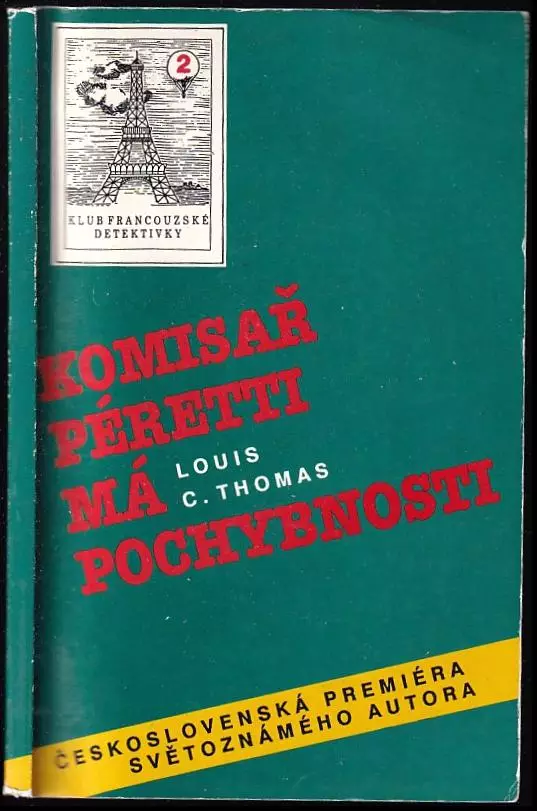 2
KLUB FRANCOUZSKÉ
DETEKTIVKY
KOMISAŘ
PÉRETTI
MÁ
LOUIS
C. THOMAS
POCHYBNOSTI
ČESKOSLOVENSKÁ PREMIÉRA
SVĚTOZNÁMÉHO AUTORA